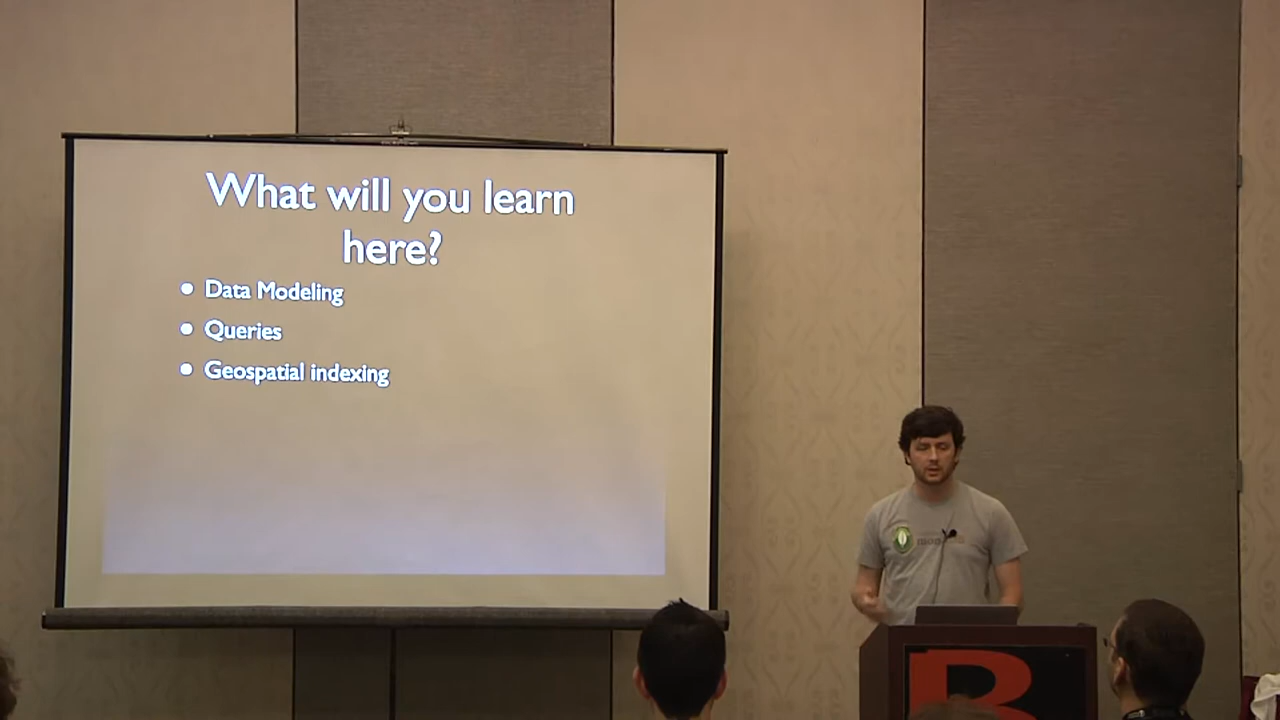 What will you learn
here?
Data Modeling
Queries
Geospatial indexing
B